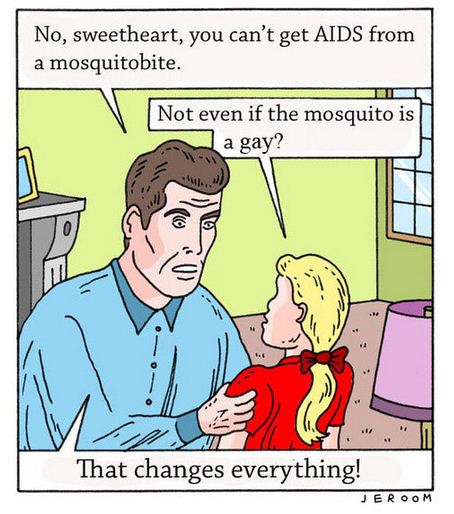 No, sweetheart, you can't get AIDS from
a mosquitobite.
Not even if the mosquito is
a gay?
That changes everything!
JEROOM